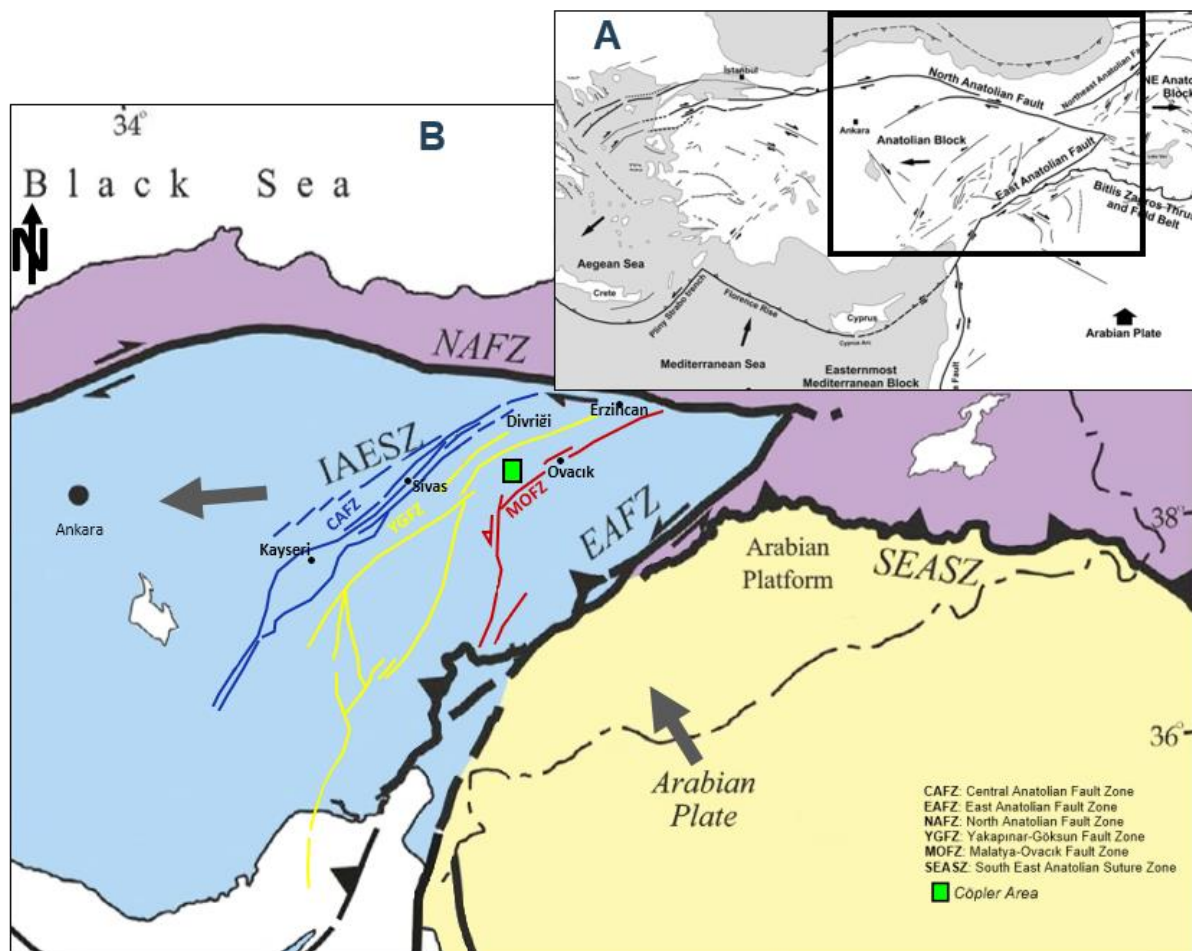 A
İstanbul
North Anatolian Fault
Northeast Anatolian Fault
NE Anato
Block
Ankara
Anatolian Block
East Anatolian Fault
Bitlis Zagros Thrus
and Fold Belt
Aegean Sea
Crete
Pliny Strabo trench
Florence Rise
Cyprus
Cyprus Arc
Arabian Plate
Mediterranean Sea
Easternmost
Mediterranean Block
e Fault
34°
B
Black Sea
N
NAFZ
Erzincan
Divriği
IAESZ
Ovacık
Sivas
CAFZ
MOFZ
YGFZ
Ankara
EAFZ
38°
Kayseri
Arabian
Platform
SEASZ
36°
Arabian
Plate
CAFZ: Central Anatolian Fault Zone
EAFZ: East Anatolian Fault Zone
NAFZ: North Anatolian Fault Zone
YGFZ: Yakapınar-Göksun Fault Zone
MOFZ: Malatya-Ovacık Fault Zone
SEASZ: South East Anatolian Suture Zone
Cöpler Area